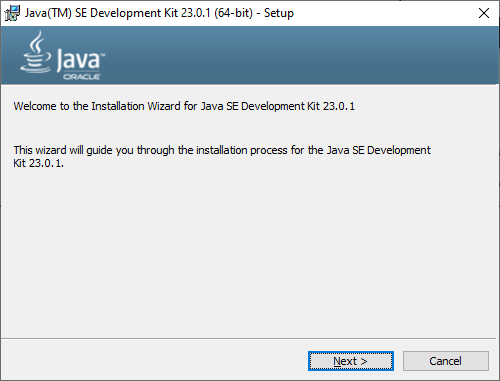 Java(TM) SE Development Kit 23.0.1 (64-bit) - Setup
Java™
ORACLE
Welcome to the Installation Wizard for Java SE Development Kit 23.0.1
This wizard will guide you through the installation process for the Java SE Development
Kit 23.0.1.
Next >
Cancel